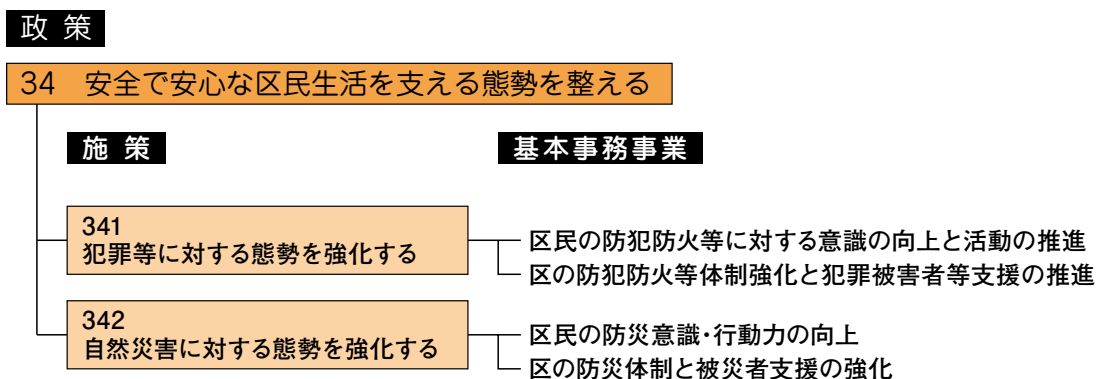 政策
34　安全で安心な区民生活を支える態勢を整える
施策
基本事務事業
341
犯罪等に対する態勢を強化する
区民の防犯防火等に対する意識の向上と活動の推進
区の防犯防火等体制強化と犯罪被害者等支援の推進
342
自然災害に対する態勢を強化する
区民の防災意識・行動力の向上
区の防災体制と被災者支援の強化